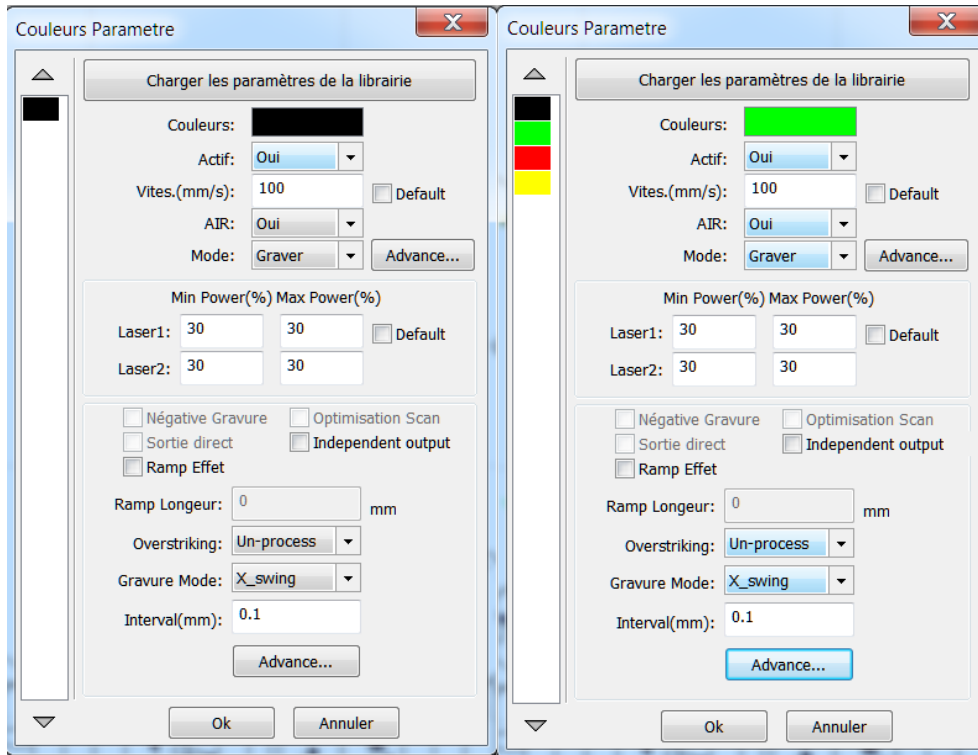 Couleurs Parametre
Charger les paramètres de la librairie
Couleurs:
Actif: Oui
Vites.(mm/s): 100 Default
AIR: Oui
Mode: Graver Advance...
Min Power(%) Max Power(%)
Laser1: 30 30 Default
Laser2: 30 30
Négative Gravure Optimisation Scan
Sortie direct Independent output
Ramp Effet
Ramp Longeur: 0 mm
Overstriking: Un-process
Gravure Mode: X_swing
Interval(mm): 0.1
Advance...
Ok Annuler
Couleurs Parametre
Charger les paramètres de la librairie
Couleurs:
Actif: Oui
Vites.(mm/s): 100 Default
AIR: Oui
Mode: Graver Advance...
Min Power(%) Max Power(%)
Laser1: 30 30 Default
Laser2: 30 30
Négative Gravure Optimisation Scan
Sortie direct Independent output
Ramp Effet
Ramp Longeur: 0 mm
Overstriking: Un-process
Gravure Mode: X_swing
Interval(mm): 0.1
Advance...
Ok Annuler